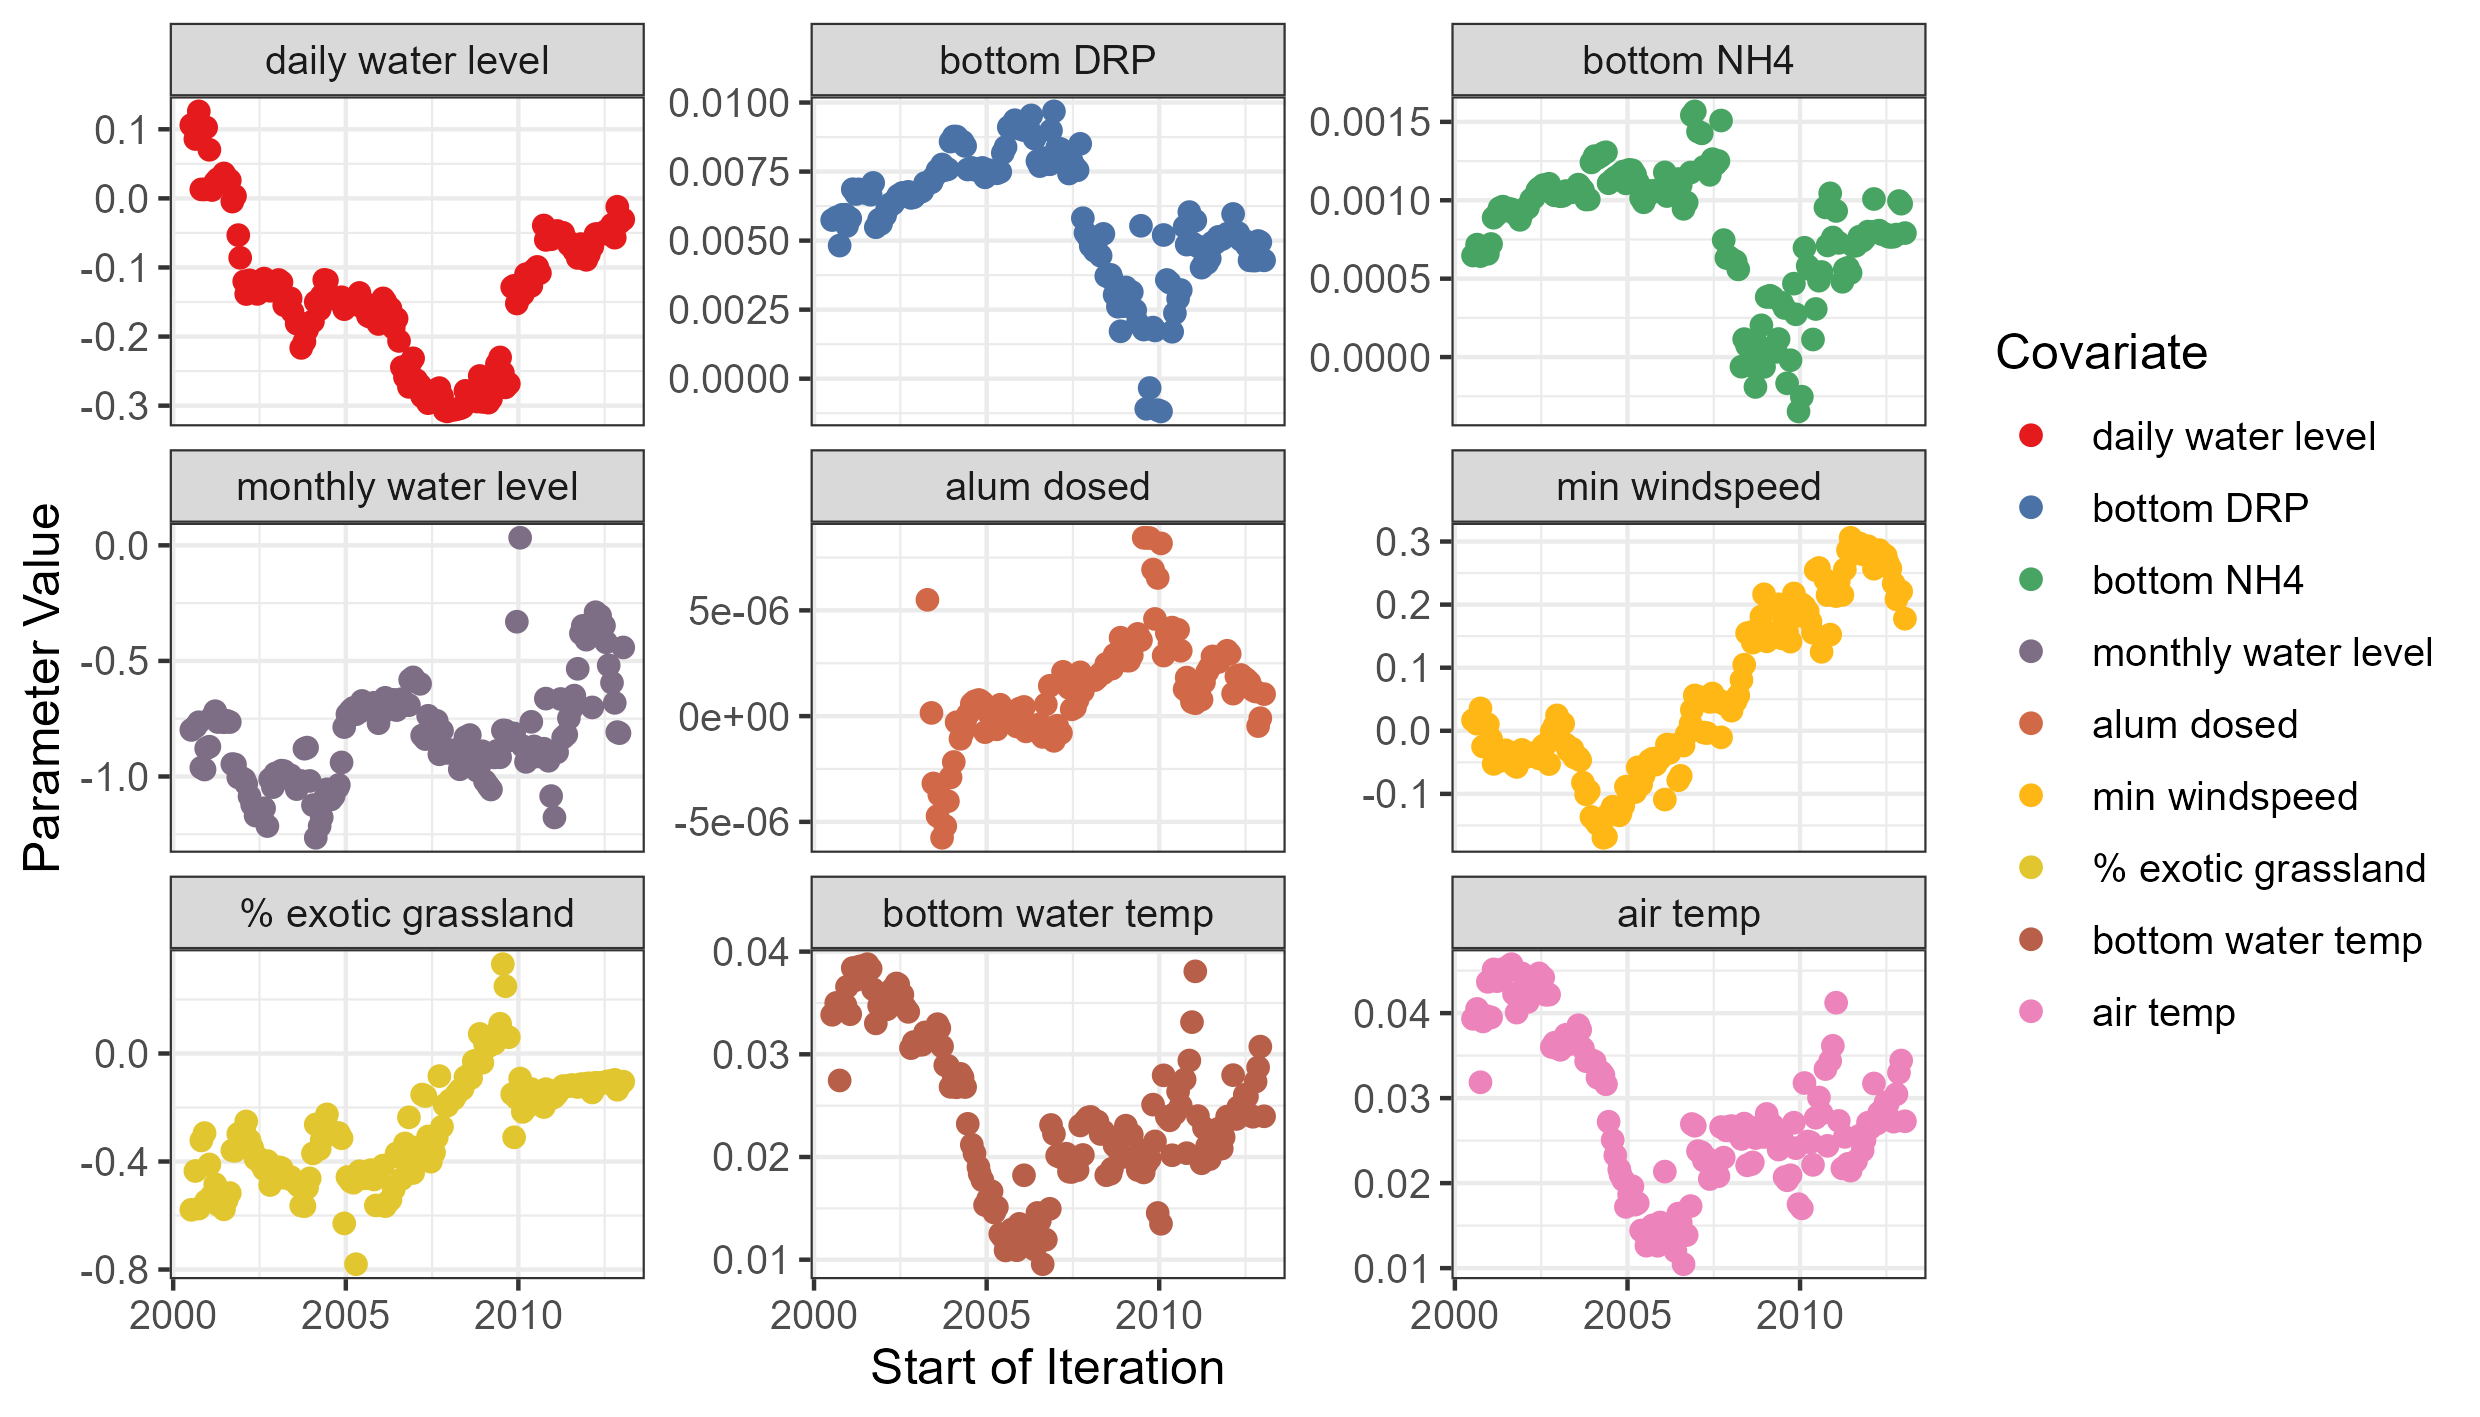 daily water level
bottom DRP
bottom NH4
0.1
0.0
-0.1
-0.2
-0.3
0.0100
0.0075
0.0050
0.0025
0.0000
0.0015
0.0010
0.0005
0.0000
monthly water level
alum dosed
min windspeed
0.0
-0.5
-1.0
5e-06
0e+00
-5e-06
0.3
0.2
0.1
0.0
-0.1
% exotic grassland
bottom water temp
air temp
0.0
-0.4
-0.8
0.04
0.03
0.02
0.01
0.04
0.03
0.02
0.01
2000 2005 2010
2000 2005 2010
2000 2005 2010
Parameter Value
Start of Iteration
Covariate
daily water level
bottom DRP
bottom NH4
monthly water level
alum dosed
min windspeed
% exotic grassland
bottom water temp
air temp